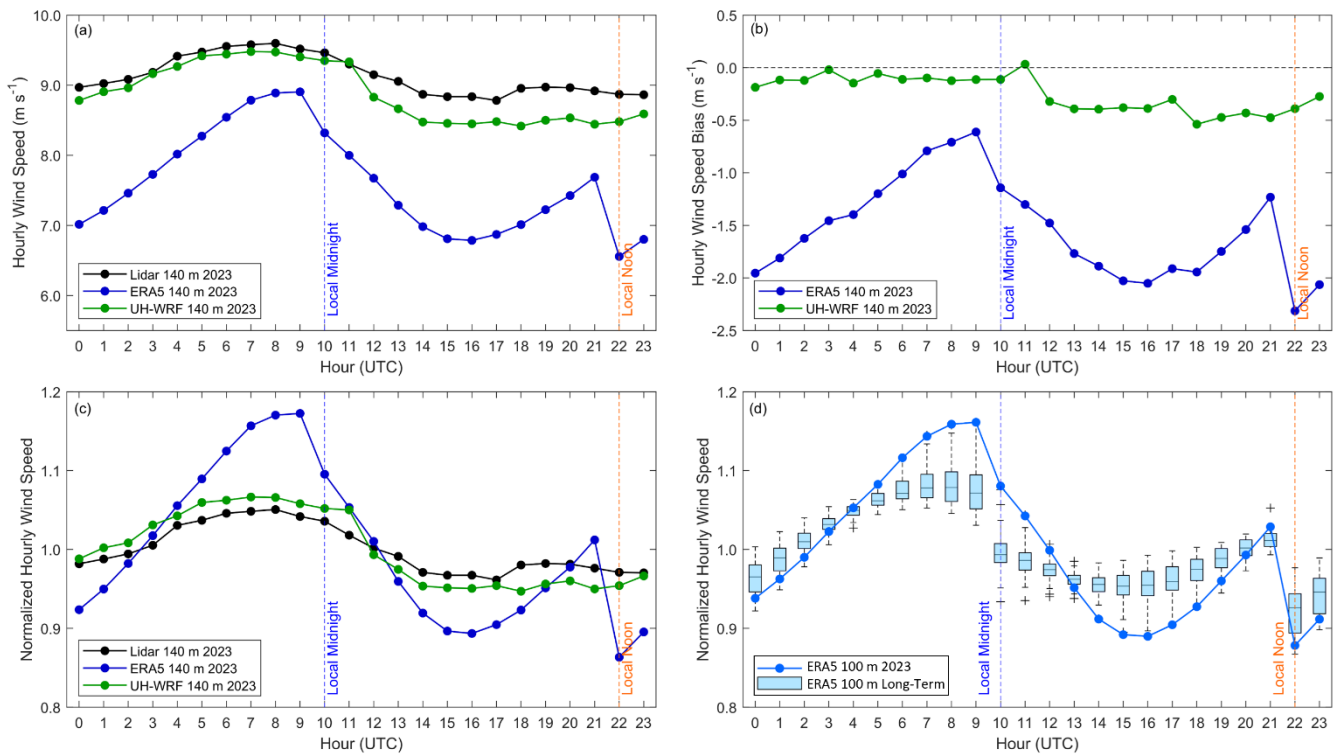 (a)
Hourly Wind Speed (m s⁻¹)
10.0
9.0
8.0
7.0
6.0
Lidar 140 m 2023
ERA5 140 m 2023
UH-WRF 140 m 2023
Local Midnight
Local Noon
0 1 2 3 4 5 6 7 8 9 10 11 12 13 14 15 16 17 18 19 20 21 22 23
Hour (UTC)
(b)
Hourly Wind Speed Bias (m s⁻¹)
0.0
-0.5
-1.0
-1.5
-2.0
-2.5
ERA5 140 m 2023
UH-WRF 140 m 2023
Local Midnight
Local Noon
0 1 2 3 4 5 6 7 8 9 10 11 12 13 14 15 16 17 18 19 20 21 22 23
Hour (UTC)
(c)
Normalized Hourly Wind Speed
1.2
1.1
1.0
0.9
0.8
Lidar 140 m 2023
ERA5 140 m 2023
UH-WRF 140 m 2023
Local Midnight
Local Noon
0 1 2 3 4 5 6 7 8 9 10 11 12 13 14 15 16 17 18 19 20 21 22 23
Hour (UTC)
(d)
Normalized Hourly Wind Speed
1.2
1.1
1.0
0.9
0.8
Local Midnight
ERA5 100 m 2023
ERA5 100 m Long-Term
Local Noon
0 1 2 3 4 5 6 7 8 9 10 11 12 13 14 15 16 17 18 19 20 21 22 23
Hour (UTC)